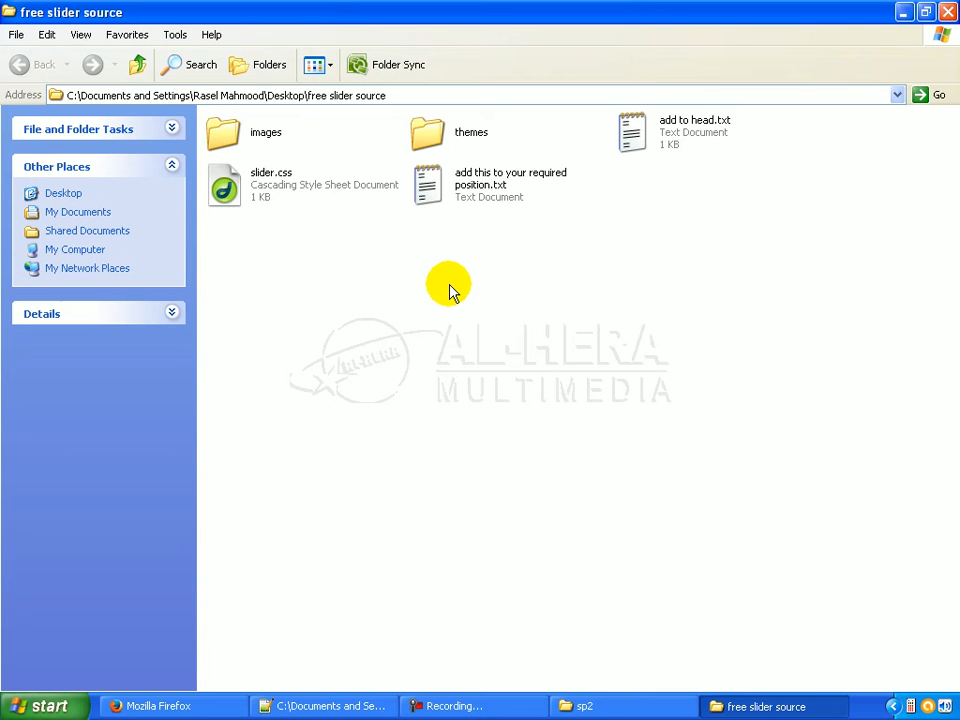 free slider source
File Edit View Favorites Tools Help
Back Search Folders Folder Sync
Address C:\Documents and Settings\Rasel Mahmood\Desktop\free slider source Go
File and Folder Tasks
Other Places
Desktop
My Documents
Shared Documents
My Computer
My Network Places
Details
images
themes
add to head.txt
Text Document
1 KB
slider.css
Cascading Style Sheet Document
1 KB
add this to your required
position.txt
Text Document
AL-HERA
AL-HERA
MULTIMEDIA
start Mozilla Firefox C:\Documents and Se... Recording... sp2 free slider source